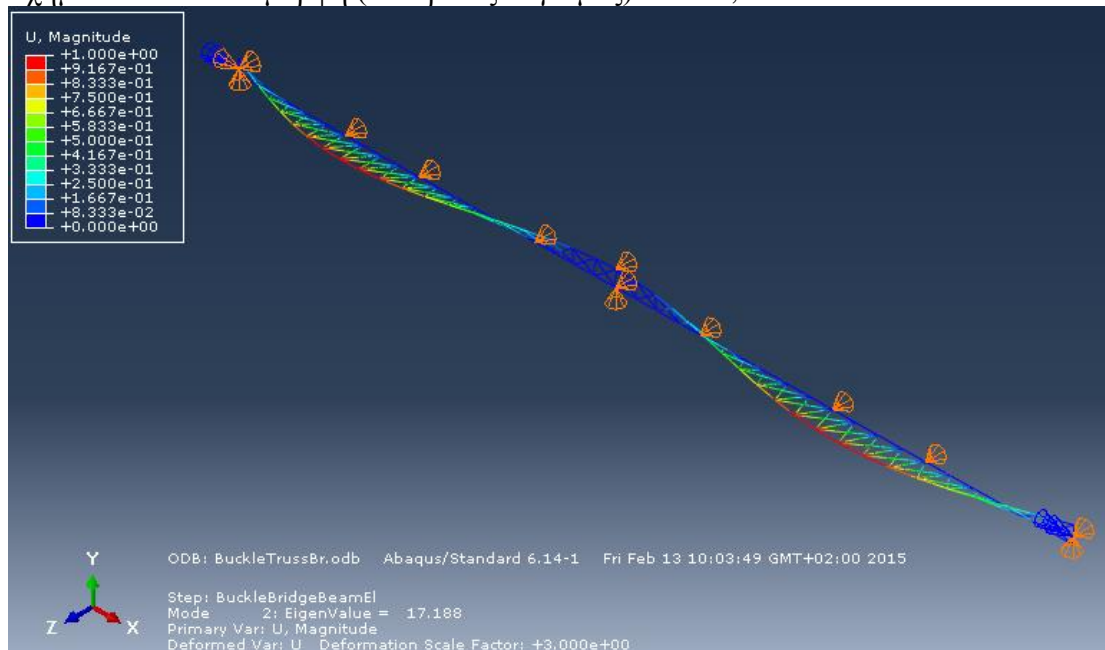 U, Magnitude
+1.000e+00
+9.167e-01
+8.333e-01
+7.500e-01
+6.667e-01
+5.833e-01
+5.000e-01
+4.167e-01
+3.333e-01
+2.500e-01
+1.667e-01
+8.333e-02
+0.000e+00
Y
Z
X
ODB: BuckleTrussBr.odb Abaqus/Standard 6.14-1 Fri Feb 13 10:03:49 GMT+02:00 2015
Step: BuckleBridgeBeamEl
Mode 2: EigenValue = 17.188
Primary Var: U, Magnitude
Deformed Var: U Deformation Scale Factor: +3.000e+00